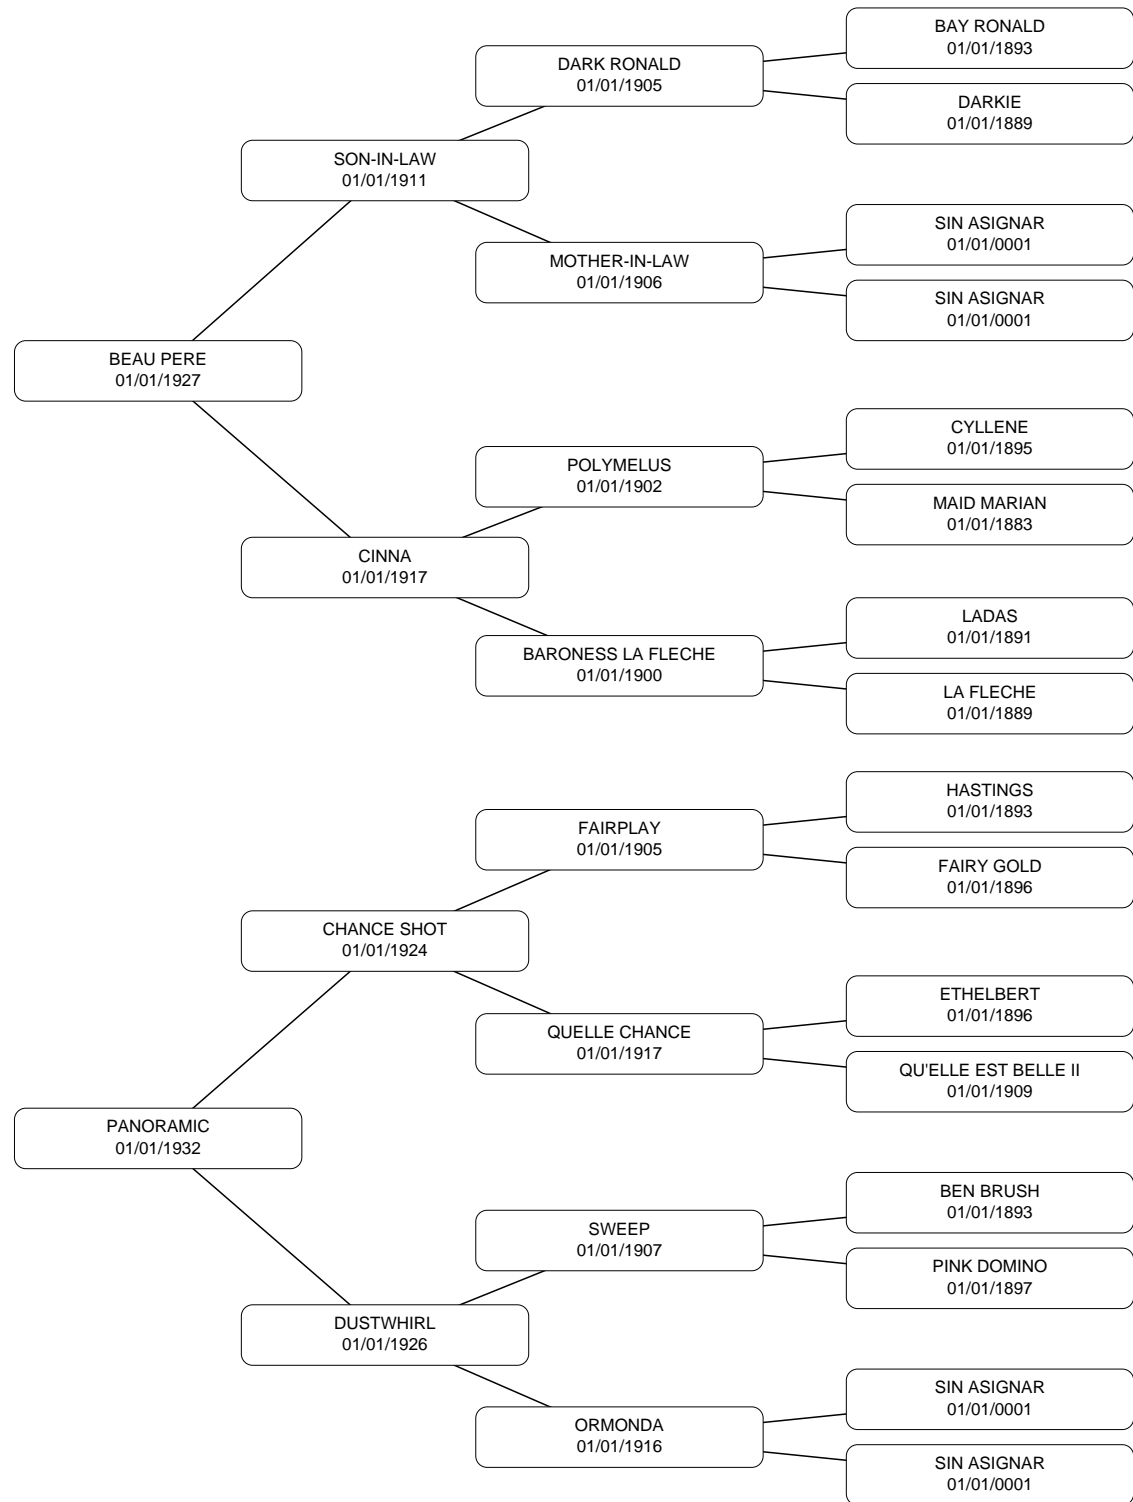 BAY RONALD
01/01/1893
DARK RONALD
01/01/1905
DARKIE
01/01/1889
SON-IN-LAW
01/01/1911
SIN ASIGNAR
01/01/0001
MOTHER-IN-LAW
01/01/1906
SIN ASIGNAR
01/01/0001
BEAU PERE
01/01/1927
CYLLENE
01/01/1895
POLYMELUS
01/01/1902
MAID MARIAN
01/01/1883
CINNA
01/01/1917
LADAS
01/01/1891
BARONESS LA FLECHE
01/01/1900
LA FLECHE
01/01/1889
HASTINGS
01/01/1893
FAIRPLAY
01/01/1905
FAIRY GOLD
01/01/1896
CHANCE SHOT
01/01/1924
ETHELBERT
01/01/1896
QUELLE CHANCE
01/01/1917
QU'ELLE EST BELLE II
01/01/1909
PANORAMIC
01/01/1932
BEN BRUSH
01/01/1893
SWEEP
01/01/1907
PINK DOMINO
01/01/1897
DUSTWHIRL
01/01/1926
SIN ASIGNAR
01/01/0001
ORMONDA
01/01/1916
SIN ASIGNAR
01/01/0001